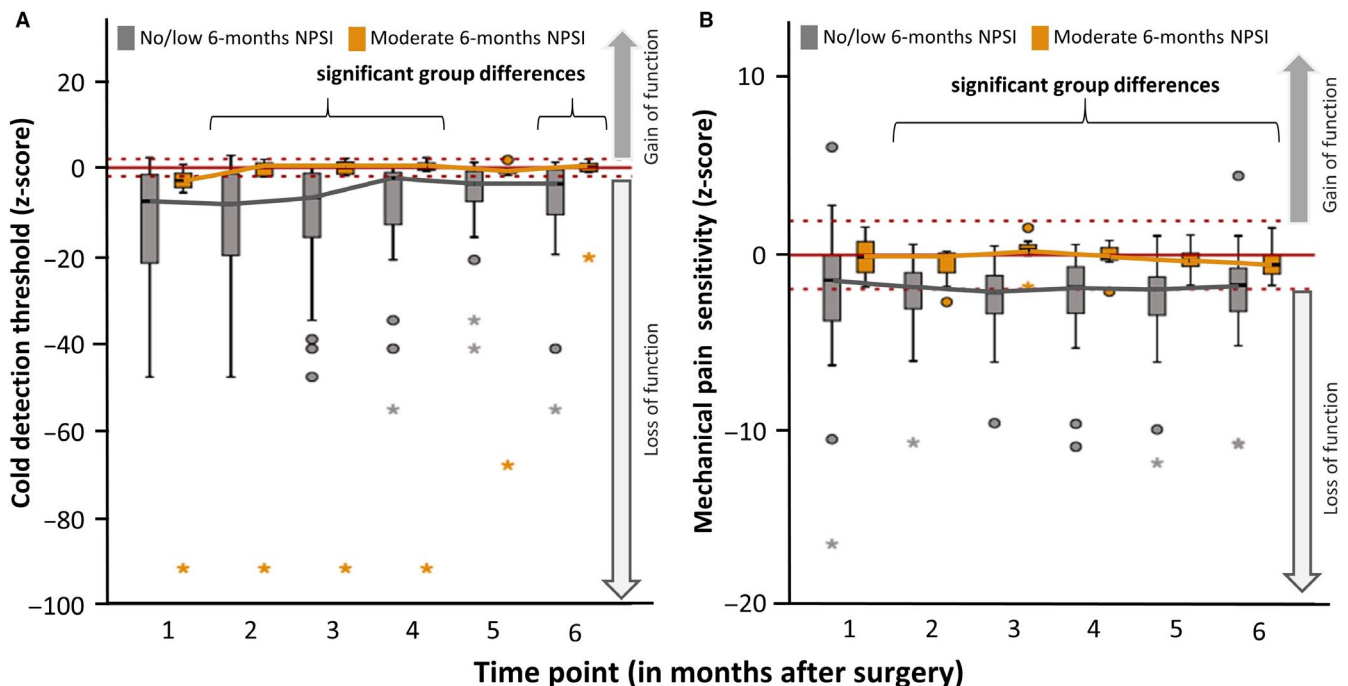 A
No/low 6-months NPSI
Moderate 6-months NPSI
significant group differences
Cold detection threshold (z-score)
20
0
−20
−40
−60
−80
−100
1 2 3 4 5 6
Gain of function
Loss of function
B
No/low 6-months NPSI
Moderate 6-months NPSI
significant group differences
Mechanical pain sensitivity (z-score)
10
0
−10
−20
1 2 3 4 5 6
Gain of function
Loss of function
Time point (in months after surgery)